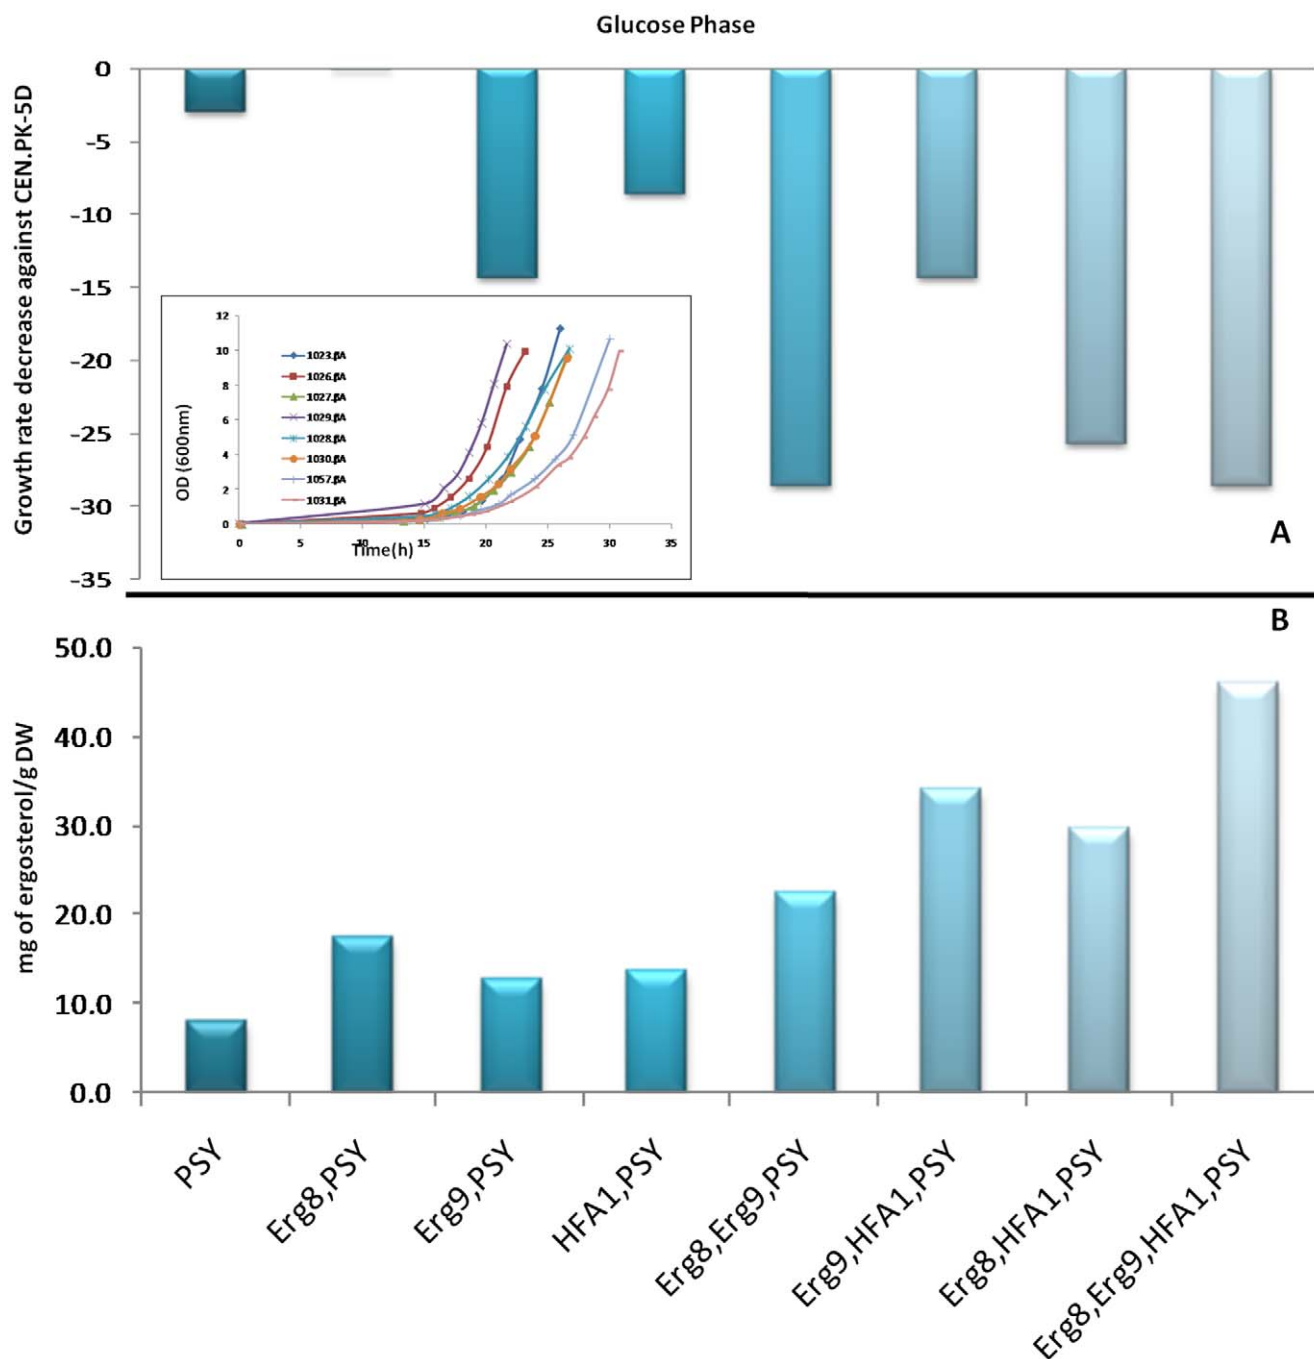 Glucose Phase
Growth rate decrease against CEN.PK-5D
0
-5
-10
-15
-20
-25
-30
-35
OD (600nm)
12
10
8
6
4
2
0
1023.βA
1026.βA
1027.βA
1029.βA
1028.βA
1030.βA
1057.βA
1031.βA
0 5 10 15 20 25 30 35
Time(h)
A
B
mg of ergosterol/g DW
50.0
40.0
30.0
20.0
10.0
0.0
PSY
Erg8,PSY
Erg9,PSY
HFA1,PSY
Erg8,Erg9,PSY
Erg9,HFA1,PSY
Erg8,HFA1,PSY
Erg8,Erg9,HFA1,PSY